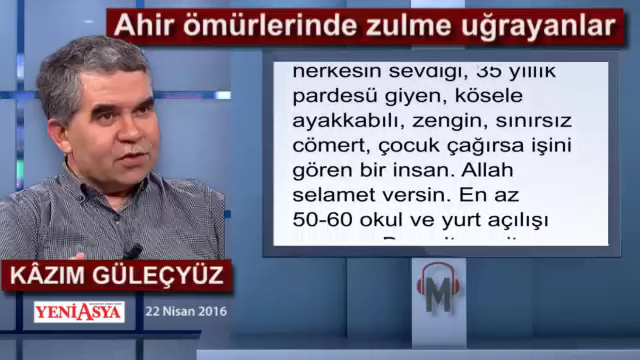 Ahir ömürlerinde zulme uğrayanlar
herkesin sevdiği, 35 yıllık
pardesü giyen, kösele
ayakkabılı, zengin, sınırsız
cömert, çocuk çağırsa işini
gören bir insan. Allah
selamet versin. En az
50-60 okul ve yurt açılışı
KÂZIM GÜLEÇYÜZ
YENİASYA
22 Nisan 2016
M